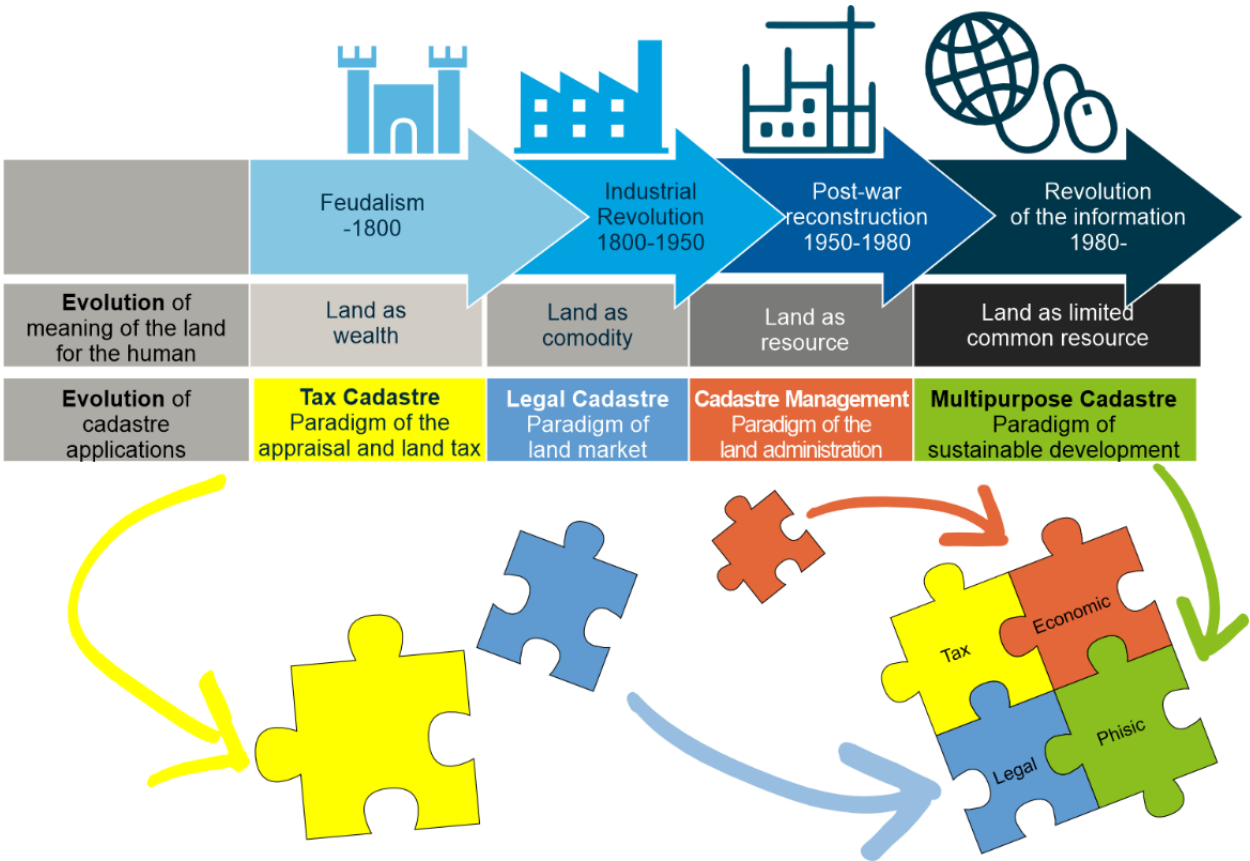 Feudalism
-1800
Industrial
Revolution
1800-1950
Post-war
reconstruction
1950-1980
Revolution
of the information
1980-
Evolution of
meaning of the land
for the human
Land as
wealth
Land as
comodity
Land as
resource
Land as limited
common resource
Evolution of
cadastre
applications
Tax Cadastre
Paradigm of the
appraisal and land tax
Legal Cadastre
Paradigm of
land market
Cadastre Management
Paradigm of the
land administration
Multipurpose Cadastre
Paradigm of
sustainable development
Tax
Economic
Legal
Phisic